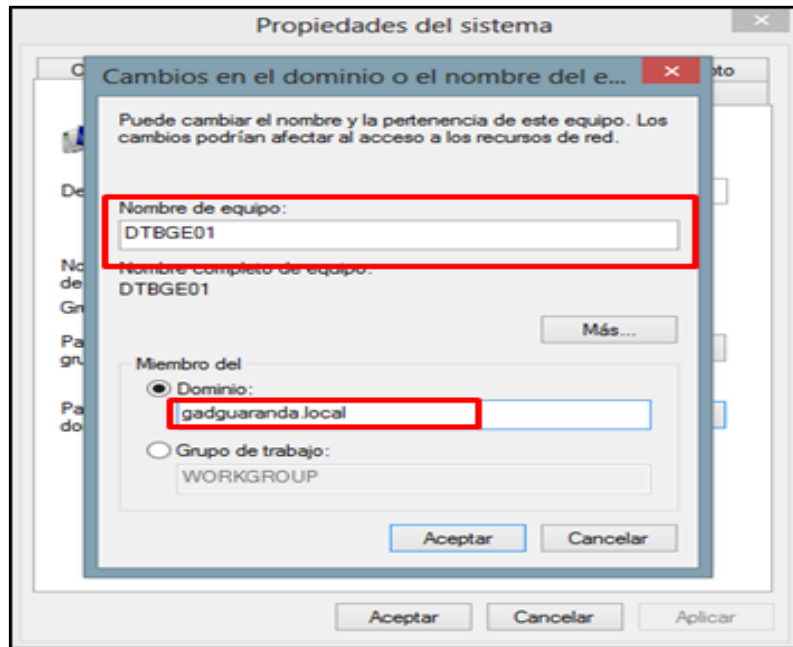 Propiedades del sistema
Cambios en el dominio o el nombre del e...
Puede cambiar el nombre y la pertenencia de este equipo. Los
cambios podrían afectar al acceso a los recursos de red.
Nombre de equipo:
DTBGE01
Nombre completo de equipo:
DTBGE01
Más...
Miembro del
Dominio:
gadguaranda.local
Grupo de trabajo:
WORKGROUP
Aceptar Cancelar
Aceptar Cancelar Aplicar